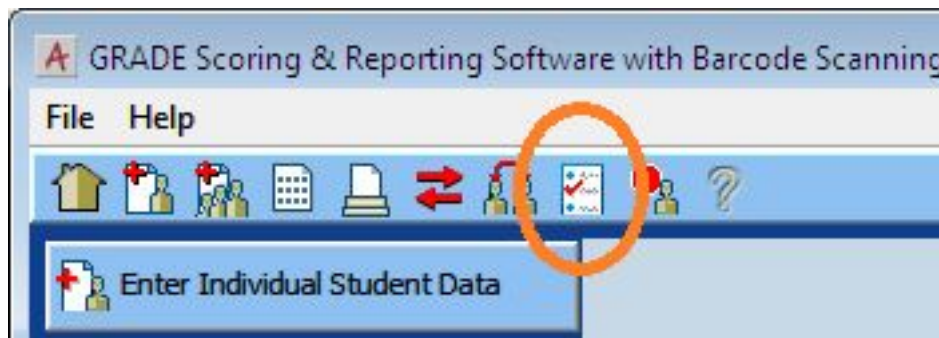 GRADE Scoring & Reporting Software with Barcode Scanning
File Help
Enter Individual Student Data